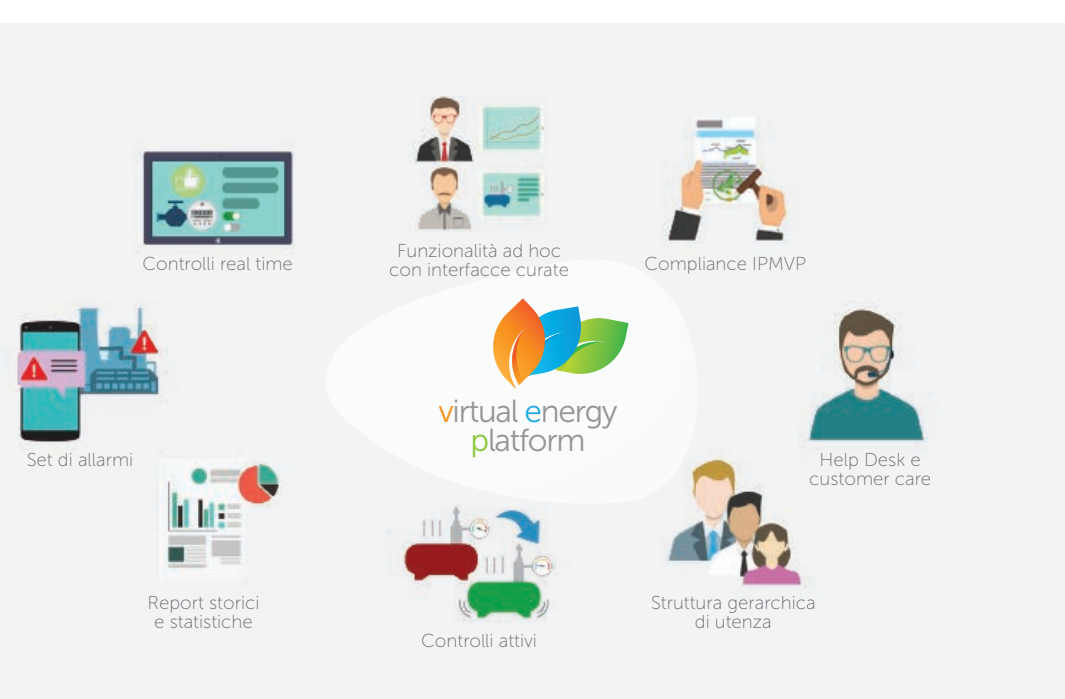 Controlli real time
Funzionalità ad hoc
con interfacce curate
Compliance IPMVP
virtual energy
platform
Set di allarmi
Help Desk e
customer care
Report storici
e statistiche
Controlli attivi
Struttura gerarchica
di utenza